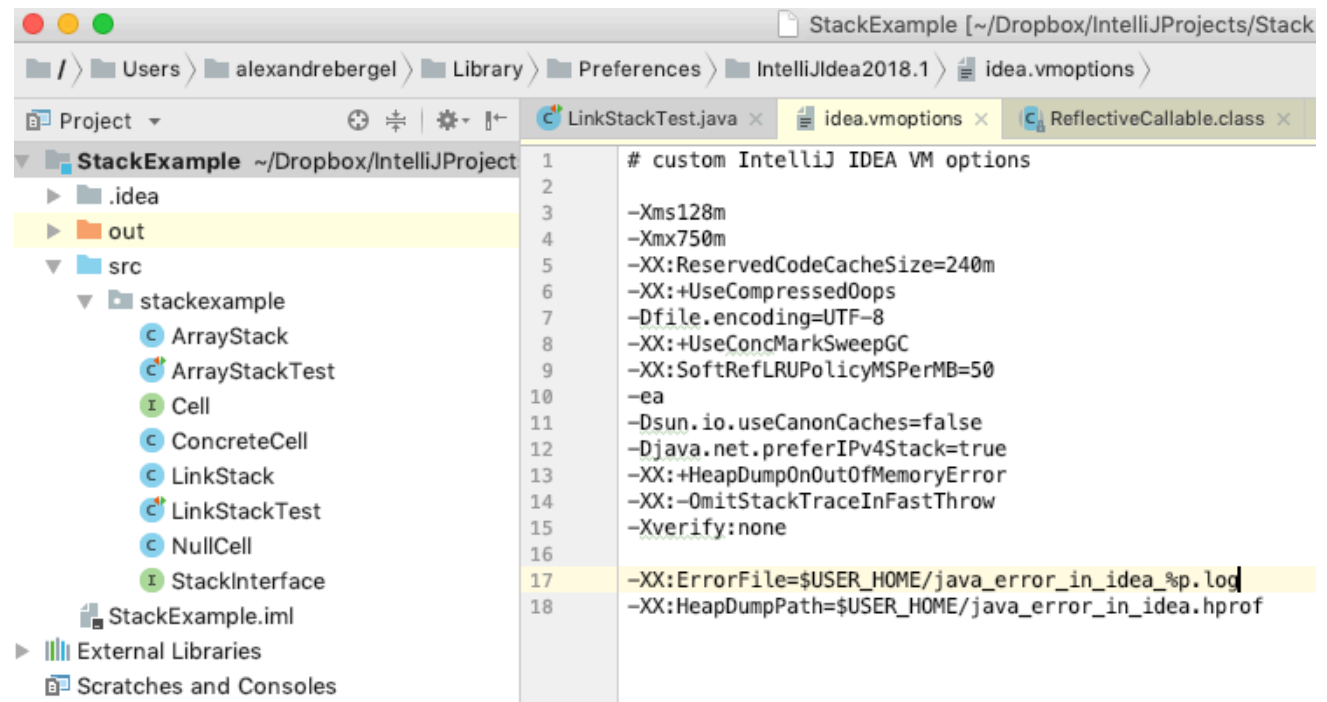 StackExample [~/Dropbox/IntelliJProjects/Stack
/ Users alexandrebergel Library Preferences IntelliJIdea2018.1 idea.vmoptions
Project
LinkStackTest.java idea.vmoptions ReflectiveCallable.class
StackExample ~/Dropbox/IntelliJProject
.idea
out
src
stackexample
C ArrayStack
C ArrayStackTest
I Cell
C ConcreteCell
C LinkStack
C LinkStackTest
C NullCell
I StackInterface
StackExample.iml
External Libraries
Scratches and Consoles
1 # custom IntelliJ IDEA VM options
2
3 -Xms128m
4 -Xmx750m
5 -XX:ReservedCodeCacheSize=240m
6 -XX:+UseCompressedOops
7 -Dfile.encoding=UTF-8
8 -XX:+UseConcMarkSweepGC
9 -XX:SoftRefLRUPolicyMSPerMB=50
10 -ea
11 -Dsun.io.useCanonCaches=false
12 -Djava.net.preferIPv4Stack=true
13 -XX:+HeapDumpOnOutOfMemoryError
14 -XX:-OmitStackTraceInFastThrow
15 -Xverify:none
16
17 -XX:ErrorFile=$USER_HOME/java_error_in_idea_%p.log
18 -XX:HeapDumpPath=$USER_HOME/java_error_in_idea.hprof